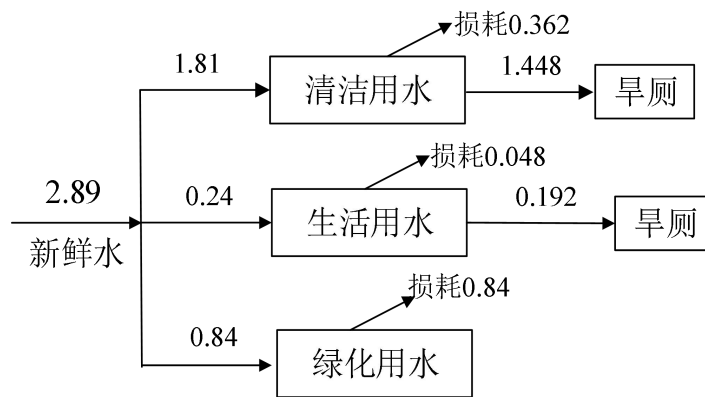 损耗0.362
1.81
清洁用水
1.448
旱厕
损耗0.048
2.89
新鲜水
0.24
生活用水
0.192
旱厕
损耗0.84
0.84
绿化用水